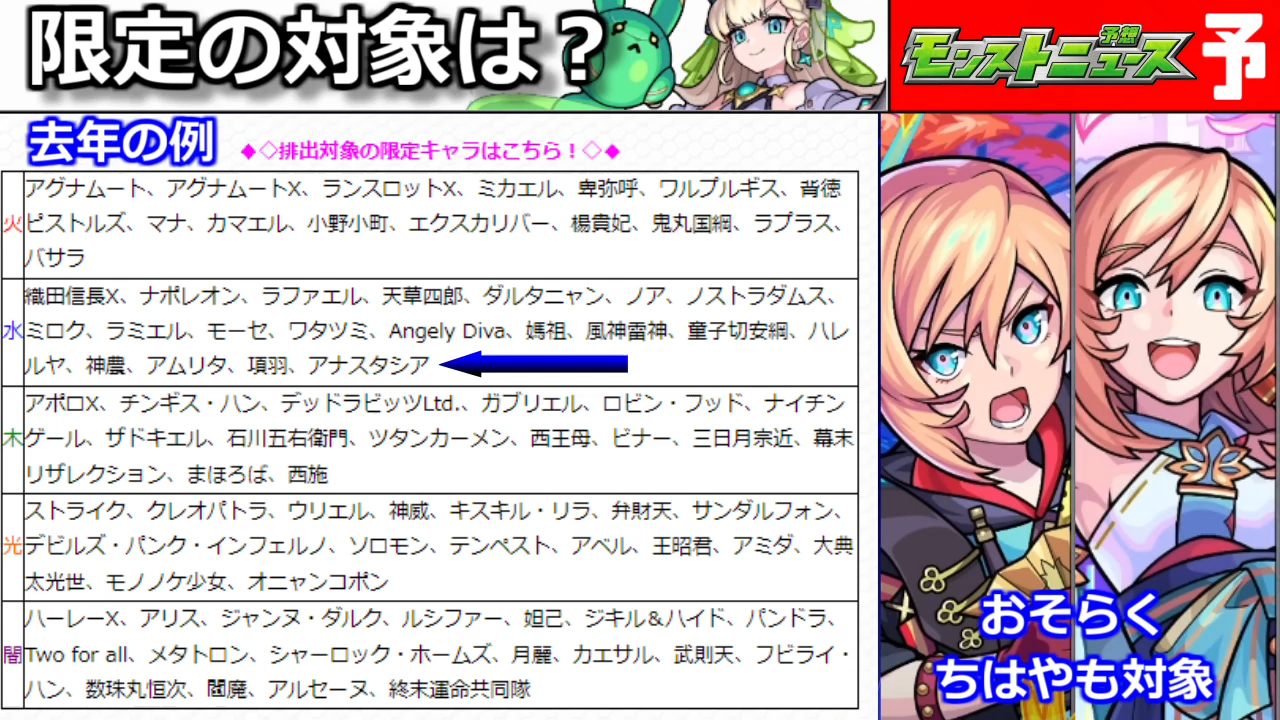 限定の対象は？
予想
モンストニュース
予
去年の例
◆◇排出対象の限定キャラはこちら！◇◆
火
アグナムート、アグナムートX、ランスロットX、ミカエル、卑弥呼、ワルプルギス、背徳
ピストルズ、マナ、カマエル、小野小町、エクスカリバー、楊貴妃、鬼丸国綱、ラプラス、
バサラ
水
織田信長X、ナポレオン、ラファエル、天草四郎、ダルタニャン、ノア、ノストラダムス、
ミロク、ラミエル、モーセ、ワタツミ、Angely Diva、媽祖、風神雷神、童子切安綱、ハレ
ルヤ、神農、アムリタ、項羽、アナスタシア
木
アポロX、チンギス・ハン、デッドラビッツLtd.、ガブリエル、ロビン・フッド、ナイチン
ゲール、ザドキエル、石川五右衛門、ツタンカーメン、西王母、ビナー、三日月宗近、幕末
リザレクション、まほろば、西施
光
ストライク、クレオパトラ、ウリエル、神威、キスキル・リラ、弁財天、サンダルフォン、
デビルズ・パンク・インフェルノ、ソロモン、テンペスト、アベル、王昭君、アミダ、大典
太光世、モノノケ少女、オニャンコポン
闇
ハーレーX、アリス、ジャンヌ・ダルク、ルシファー、妲己、ジキル＆ハイド、パンドラ、
Two for all、メタトロン、シャーロック・ホームズ、月麗、カエサル、武則天、フビライ・
ハン、数珠丸恒次、閻魔、アルセーヌ、終末運命共同隊
おそらく
ちはやも対象